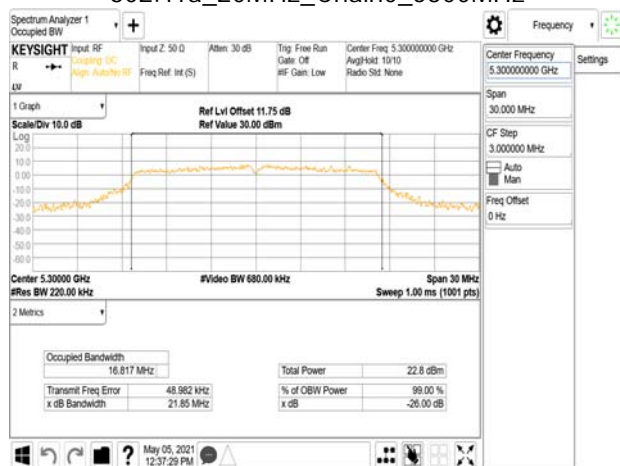 802.11a_20MHz_Chain0_5300MHz
Spectrum Analyzer 1
Occupied BW
Frequency
KEYSIGHT
R
Input: RF
Coupling: DC
Align: Auto/No RF
Input Z: 50 Ω
Freq Ref: Int (S)
Atten: 30 dB
Trig: Free Run
Gate: Off
#IF Gain: Low
Center Freq: 5.300000000 GHz
Avg|Hold: 10/10
Radio Std: None
Center Frequency
5.300000000 GHz
Settings
Span
30.000 MHz
CF Step
3.000000 MHz
Auto
Man
Freq Offset
0 Hz
1 Graph
Scale/Div 10.0 dB
Ref Lvl Offset 11.75 dB
Ref Value 30.00 dBm
Log
20.0
10.0
0.00
-10.0
-20.0
-30.0
-40.0
-50.0
-60.0
Center 5.30000 GHz
#Video BW 680.00 kHz
Span 30 MHz
#Res BW 220.00 kHz
Sweep 1.00 ms (1001 pts)
2 Metrics
Occupied Bandwidth
16.817 MHz
Total Power 22.8 dBm
Transmit Freq Error 48.982 kHz
% of OBW Power 99.00 %
x dB Bandwidth 21.85 MHz
x dB -26.00 dB
May 05, 2021
12:37:29 PM